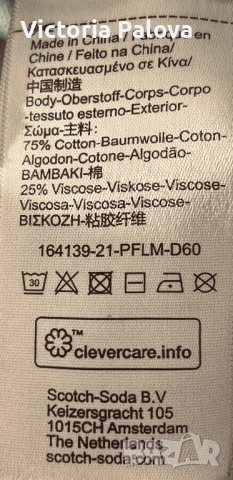 Victoria Palova
Made in China / en
Chine / Feito na China/
Κατασκευασμένο σε Κίνα/
中国制造
Body-Oberstoff-Corps-Corpo
-tessuto esterno-Exterior-
Σώμα-主料:
75% Cotton-Baumwolle-Coton-
Algodon-Cotone-Algodão-
BAMBAKI-棉
25% Viscose-Viskose-Viscose-
Viscosa-Viscosa-Viscose-
ΒΙΣΚΟΖΗ-粘胶纤维
164139-21-PFLM-D60
30
TM
clevercare.info
Scotch-Soda B.V
Keizersgracht 105
1015CH Amsterdam
The Netherlands
scotch-soda.com